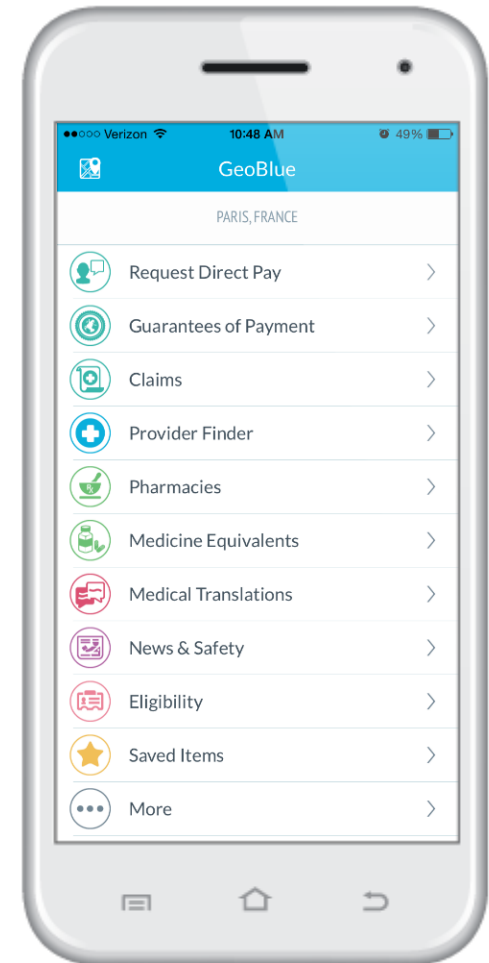 Verizon 10:48 AM 49%
GeoBlue
PARIS, FRANCE
Request Direct Pay
Guarantees of Payment
Claims
Provider Finder
Pharmacies
Medicine Equivalents
Medical Translations
News & Safety
Eligibility
Saved Items
More